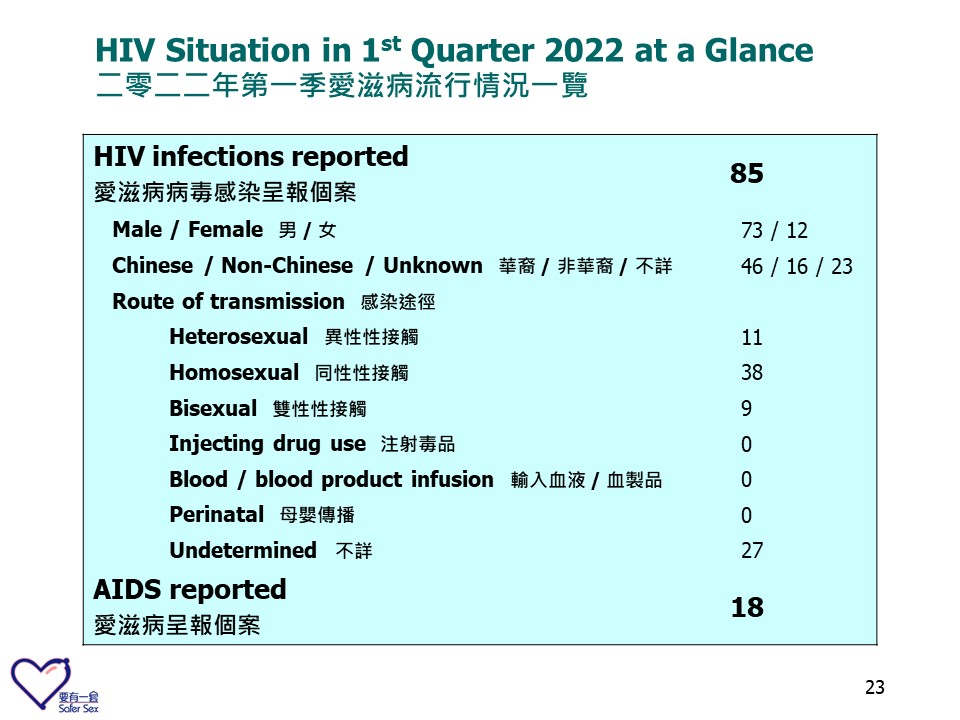 HIV Situation in 1st Quarter 2022 at a Glance
二零二二年第一季愛滋病流行情況一覽
HIV infections reported
愛滋病病毒感染呈報個案
85
Male / Female 男 / 女 73 / 12
Chinese / Non-Chinese / Unknown 華裔 / 非華裔 / 不詳 46 / 16 / 23
Route of transmission 感染途徑
Heterosexual 異性性接觸 11
Homosexual 同性性接觸 38
Bisexual 雙性性接觸 9
Injecting drug use 注射毒品 0
Blood / blood product infusion 輸入血液 / 血製品 0
Perinatal 母嬰傳播 0
Undetermined 不詳 27
AIDS reported
愛滋病呈報個案
18
要有一套
Safer Sex
23